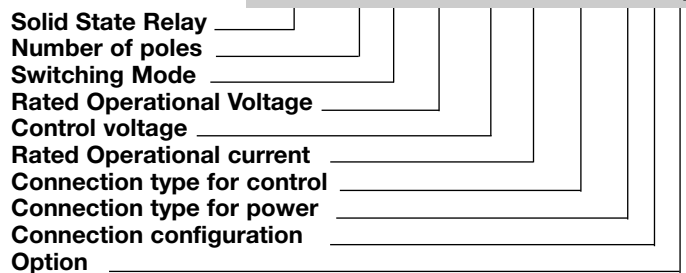 Solid State Relay
Number of poles
Switching Mode
Rated Operational Voltage
Control voltage
Rated Operational current
Connection type for control
Connection type for power
Connection configuration
Option